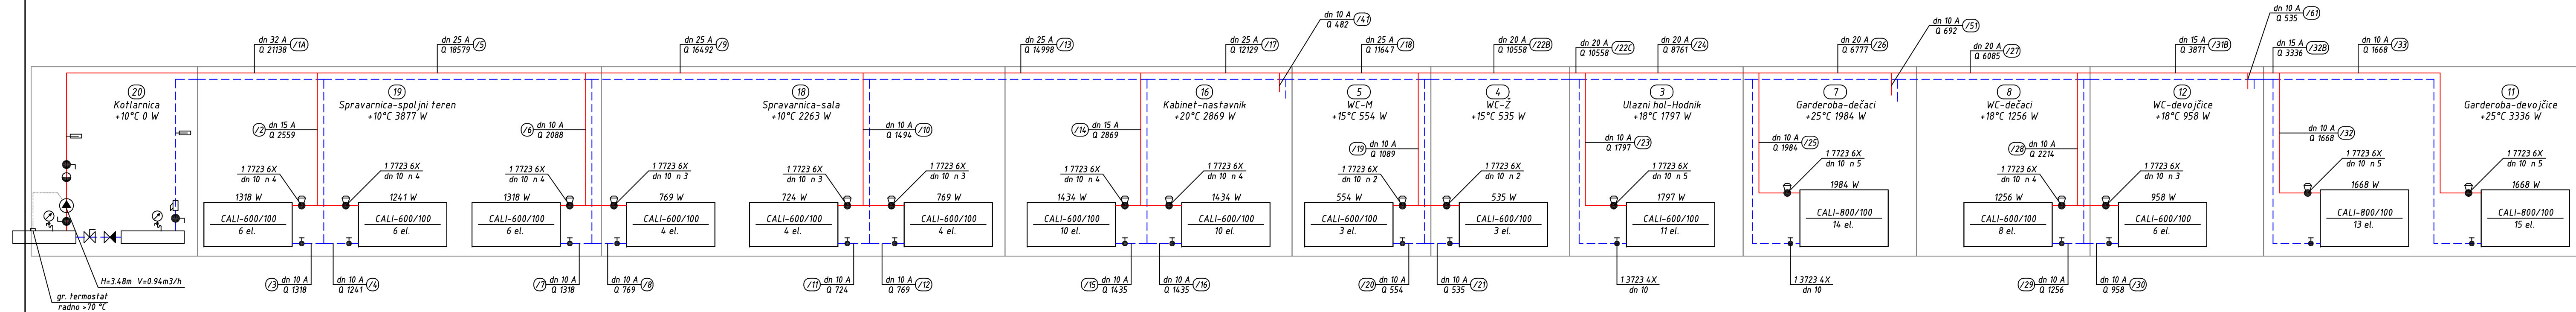 dn 32 A
Q 21138
/1A
dn 25 A
Q 18579
/5
dn 25 A
Q 16492
/9
dn 25 A
Q 14998
/13
dn 25 A
Q 12129
/17
dn 10 A
Q 482
/41
dn 25 A
Q 11647
/18
dn 20 A
Q 10558
/22B
dn 20 A
Q 10558
/22C
dn 20 A
Q 8761
/24
dn 20 A
Q 6777
/26
dn 10 A
Q 692
/51
dn 20 A
Q 6085
/27
dn 15 A
Q 3871
/31B
dn 10 A
Q 535
/61
dn 15 A
Q 3336
/32B
dn 10 A
Q 1668
/33
20
Kotlarnica
+10°C 0 W
19
Spravarnica-spoljni teren
+10°C 3877 W
18
Spravarnica-sala
+10°C 2263 W
16
Kabinet-nastavnik
+20°C 2869 W
5
WC-M
+15°C 554 W
4
WC-Ž
+15°C 535 W
3
Ulazni hol-Hodnik
+18°C 1797 W
7
Garderoba-dečaci
+25°C 1984 W
8
WC-dečaci
+18°C 1256 W
12
WC-devojčice
+18°C 958 W
11
Garderoba-devojčice
+25°C 3336 W
/2
dn 15 A
Q 2559
/6
dn 10 A
Q 2088
dn 10 A
Q 1494
/10
/14
dn 15 A
Q 2869
/19
dn 10 A
Q 1089
dn 10 A
Q 1797
/23
dn 10 A
Q 1984
/25
/28
dn 10 A
Q 2214
dn 10 A
Q 1668
/32
1 7723 6X
dn 10 n 4
1318 W
CALI-600/100
6 el.
1 7723 6X
dn 10 n 4
1241 W
CALI-600/100
6 el.
1 7723 6X
dn 10 n 4
1318 W
CALI-600/100
6 el.
1 7723 6X
dn 10 n 3
769 W
CALI-600/100
4 el.
1 7723 6X
dn 10 n 3
724 W
CALI-600/100
4 el.
1 7723 6X
dn 10 n 3
769 W
CALI-600/100
4 el.
1 7723 6X
dn 10 n 4
1434 W
CALI-600/100
10 el.
1 7723 6X
dn 10 n 4
1434 W
CALI-600/100
10 el.
1 7723 6X
dn 10 n 2
554 W
CALI-600/100
3 el.
1 7723 6X
dn 10 n 2
535 W
CALI-600/100
3 el.
1 7723 6X
dn 10 n 5
1797 W
CALI-600/100
11 el.
1 7723 6X
dn 10 n 5
1984 W
CALI-800/100
14 el.
1 7723 6X
dn 10 n 4
1256 W
CALI-600/100
8 el.
1 7723 6X
dn 10 n 3
958 W
CALI-600/100
6 el.
1 7723 6X
dn 10 n 5
1668 W
CALI-800/100
13 el.
1 7723 6X
dn 10 n 5
1668 W
CALI-800/100
15 el.
H=3.48m V=0.94m3/h
gr. termostat
radno >70 °C
/3
dn 10 A
Q 1318
dn 10 A
Q 1241
/4
/7
dn 10 A
Q 1318
dn 10 A
Q 769
/8
/11
dn 10 A
Q 724
dn 10 A
Q 769
/12
/15
dn 10 A
Q 1435
dn 10 A
Q 1435
/16
/20
dn 10 A
Q 554
dn 10 A
Q 535
/21
1 3723 4X
dn 10
1 3723 4X
dn 10
/29
dn 10 A
Q 1256
dn 10 A
Q 958
/30